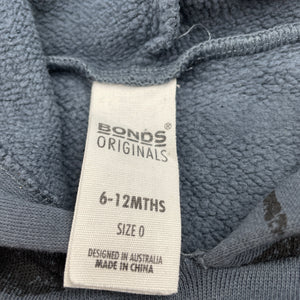 BONDS
ORIGINALS®
6-12MTHS
SIZE 0
DESIGNED IN AUSTRALIA
MADE IN CHINA